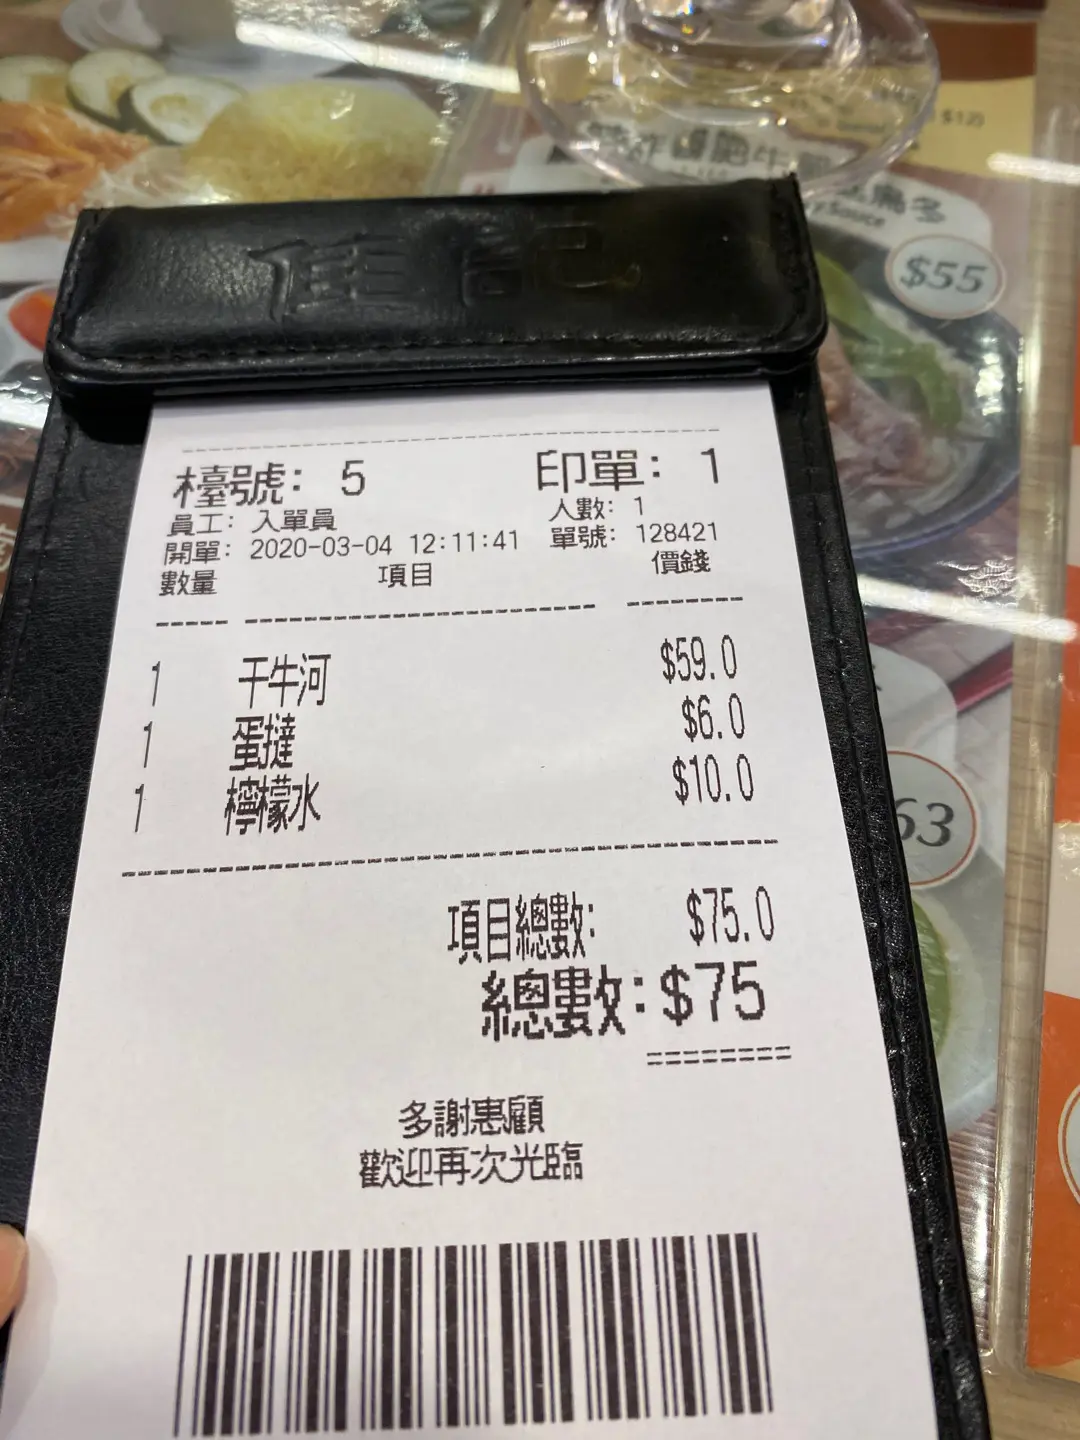 $120
Sauce
$55
63
檯號: 5 印單: 1
員工: 入單員 人數: 1
開單: 2020-03-04 12:11:41 單號: 128421
數量 項目 價錢
1 干牛河 $59.0
1 蛋撻 $6.0
1 檸檬水 $10.0
項目總數: $75.0
總數: $75
========
多謝惠顧
歡迎再次光臨